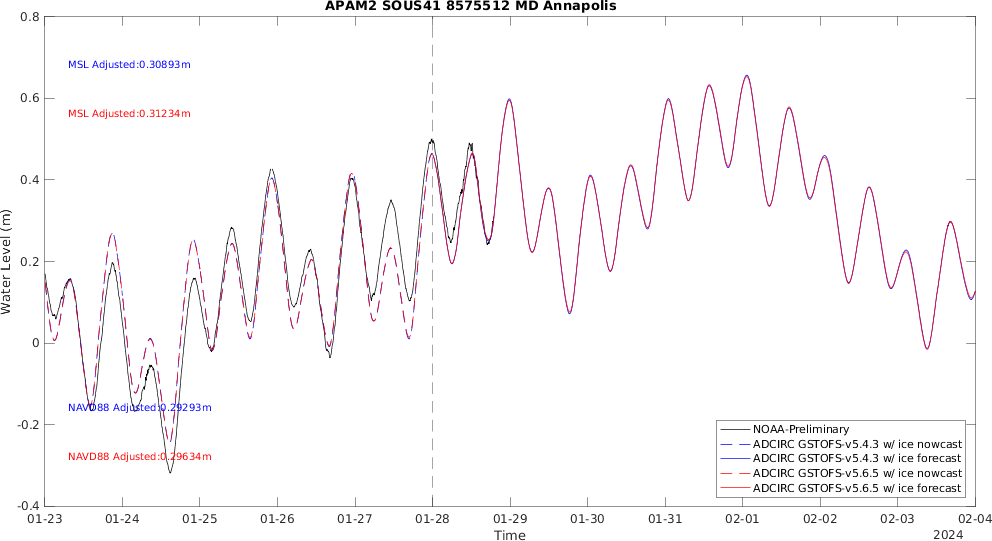 APAM2 SOUS41 8575512 MD Annapolis
0.8
0.6
0.4
0.2
0
-0.2
-0.4
Water Level (m)
MSL Adjusted:0.30893m
MSL Adjusted:0.31234m
NAVD88 Adjusted:0.29293m
NAVD88 Adjusted:0.29634m
NOAA-Preliminary
ADCIRC GSTOFS-v5.4.3 w/ ice nowcast
ADCIRC GSTOFS-v5.4.3 w/ ice forecast
ADCIRC GSTOFS-v5.6.5 w/ ice nowcast
ADCIRC GSTOFS-v5.6.5 w/ ice forecast
01-23 01-24 01-25 01-26 01-27 01-28 01-29 01-30 01-31 02-01 02-02 02-03 02-04
Time
2024